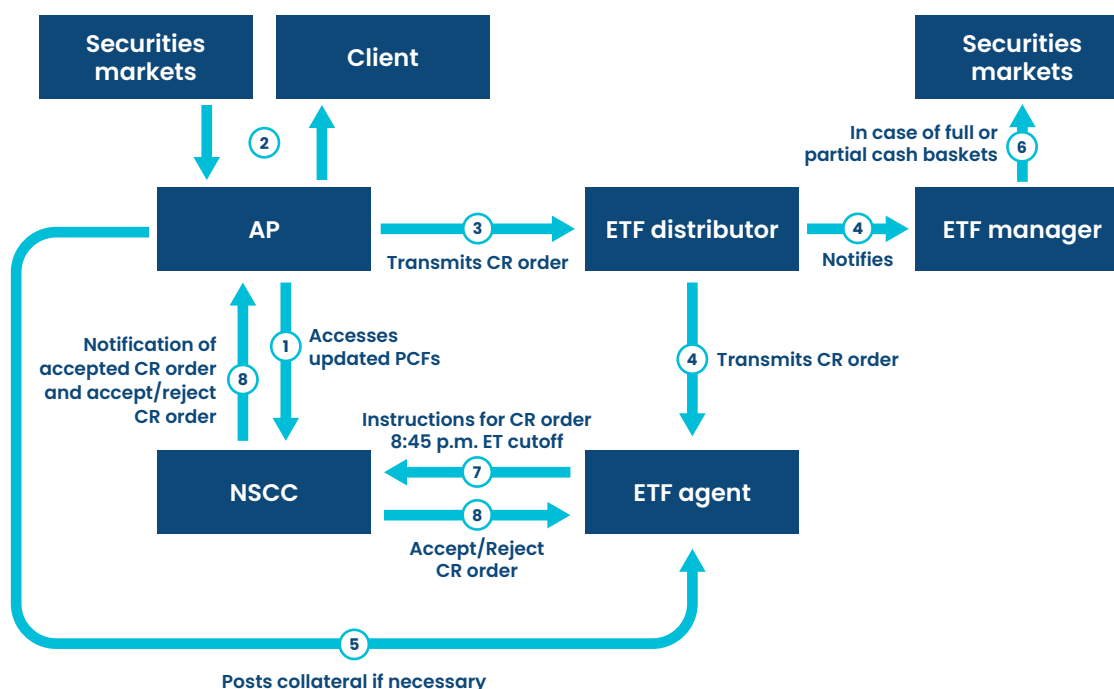 Securities
markets
Client
Securities
markets
2
In case of full or
partial cash baskets
6
AP
3
Transmits CR order
ETF distributor
4
Notifies
ETF manager
Notification of
accepted CR order
and accept/reject
CR order
8
1
Accesses
updated PCFs
4
Transmits CR order
Instructions for CR order
8:45 p.m. ET cutoff
7
NSCC
8
Accept/Reject
CR order
ETF agent
5
Posts collateral if necessary